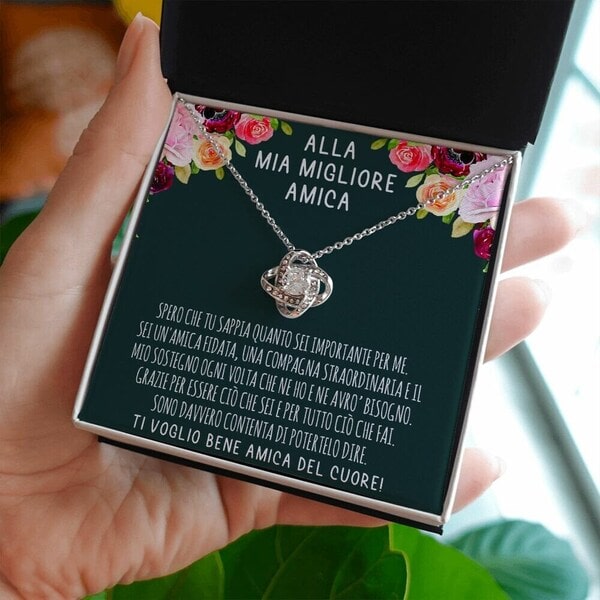 ALLA
MIA MIGLIORE
AMICA
SPERO CHE TU SAPPIA QUANTO SEI IMPORTANTE PER ME.
SEI UN'AMICA FIDATA, UNA COMPAGNA STRAORDINARIA E IL
MIO SOSTEGNO OGNI VOLTA CHE NE HO E NE AVRO' BISOGNO.
GRAZIE PER ESSERE CIÒ CHE SEI E PER TUTTO CIÒ CHE FAI.
SONO DAVVERO CONTENTA DI POTERTELO DIRE.
TI VOGLIO BENE AMICA DEL CUORE!